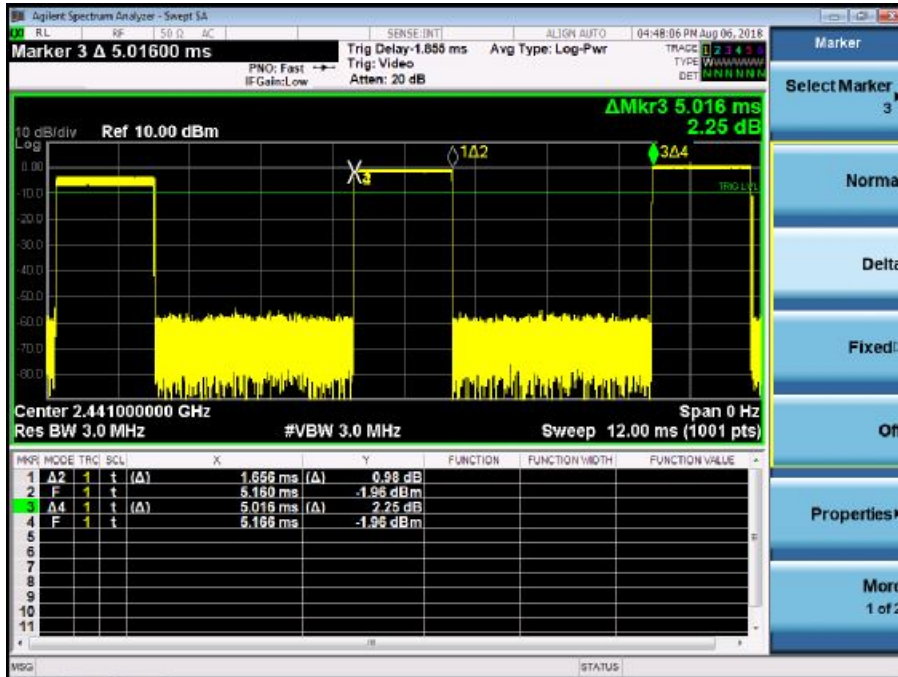 Agilent Spectrum Analyzer - Swept SA
RL RF 50 Ω AC SENSE:INT ALIGN AUTO 04:48:06 PM Aug 06, 2018
Marker 3 Δ 5.01600 ms
Trig Delay-1.855 ms Avg Type: Log-Pwr TRACE 1 2 3 4 5 6
PNO: Fast Trig: Video TYPE WWWWWW
IFGain:Low Atten: 20 dB DET N N N N N N
ΔMkr3 5.016 ms
10 dB/div Ref 10.00 dBm 2.25 dB
Log
1Δ2 3Δ4
0.00
TRIG LVL
-10.0
-20.0
-30.0
-40.0
-50.0
-60.0
-70.0
-80.0
Center 2.441000000 GHz Span 0 Hz
Res BW 3.0 MHz #VBW 3.0 MHz Sweep 12.00 ms (1001 pts)
MKR MODE TRC SCL X Y FUNCTION FUNCTION WIDTH FUNCTION VALUE
1 Δ2 1 t (Δ) 1.656 ms (Δ) 0.98 dB
2 F 1 t 5.160 ms -1.96 dBm
3 Δ4 1 t (Δ) 5.016 ms (Δ) 2.25 dB
4 F 1 t 5.166 ms -1.96 dBm
5
6
7
8
9
10
11
MSG STATUS
Marker
Select Marker
3
Norma
Delta
Fixed
Of
Properties
More
1 of 2